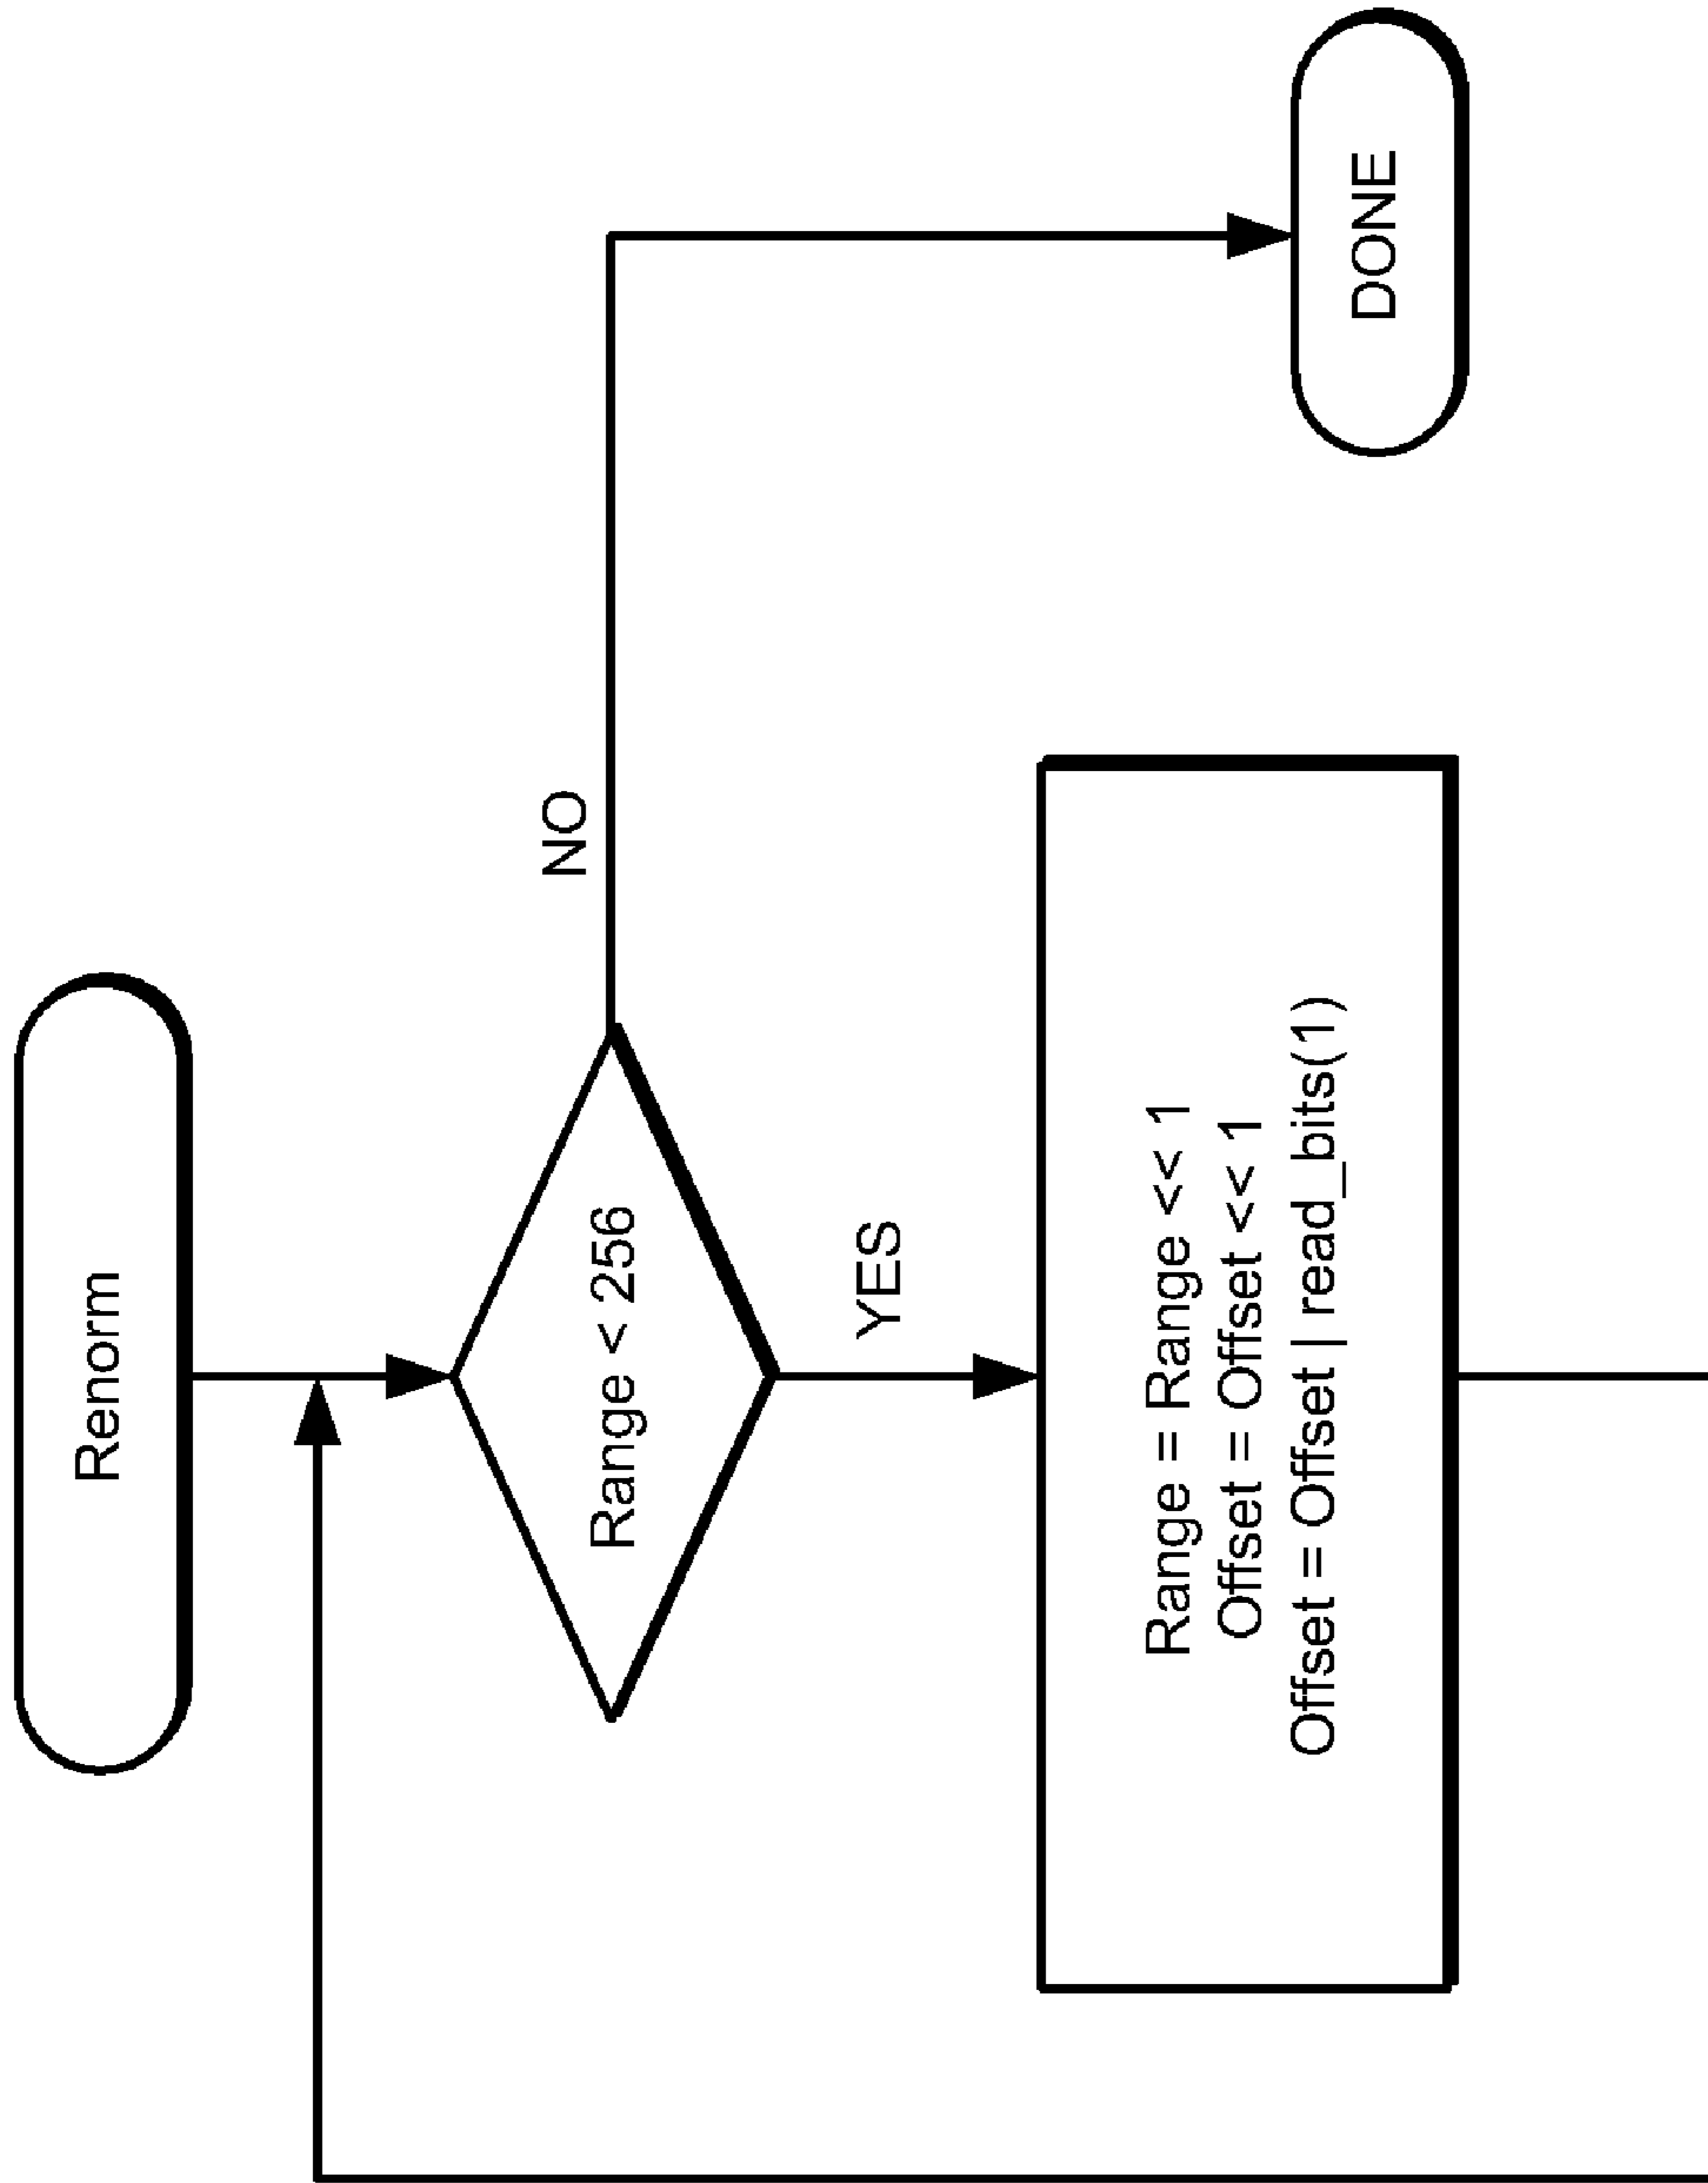 Renorm
Range < 256
NO
YES
Range = Range << 1
Offset = Offset << 1
Offset = Offset | read_bits(1)
DONE